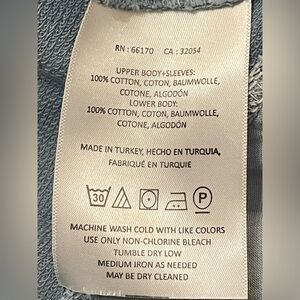 RN : 66170 CA : 32054
UPPER BODY+SLEEVES:
100% COTTON, COTON, BAUMWOLLE,
COTONE, ALGODÓN
LOWER BODY:
100% COTTON, COTON, BAUMWOLLE,
COTONE, ALGODÓN
MADE IN TURKEY, HECHO EN TURQUIA,
FABRIQUÉ EN TURQUIE
30 P
MACHINE WASH COLD WITH LIKE COLORS
USE ONLY NON-CHLORINE BLEACH
TUMBLE DRY LOW
MEDIUM IRON AS NEEDED
MAY BE DRY CLEANED